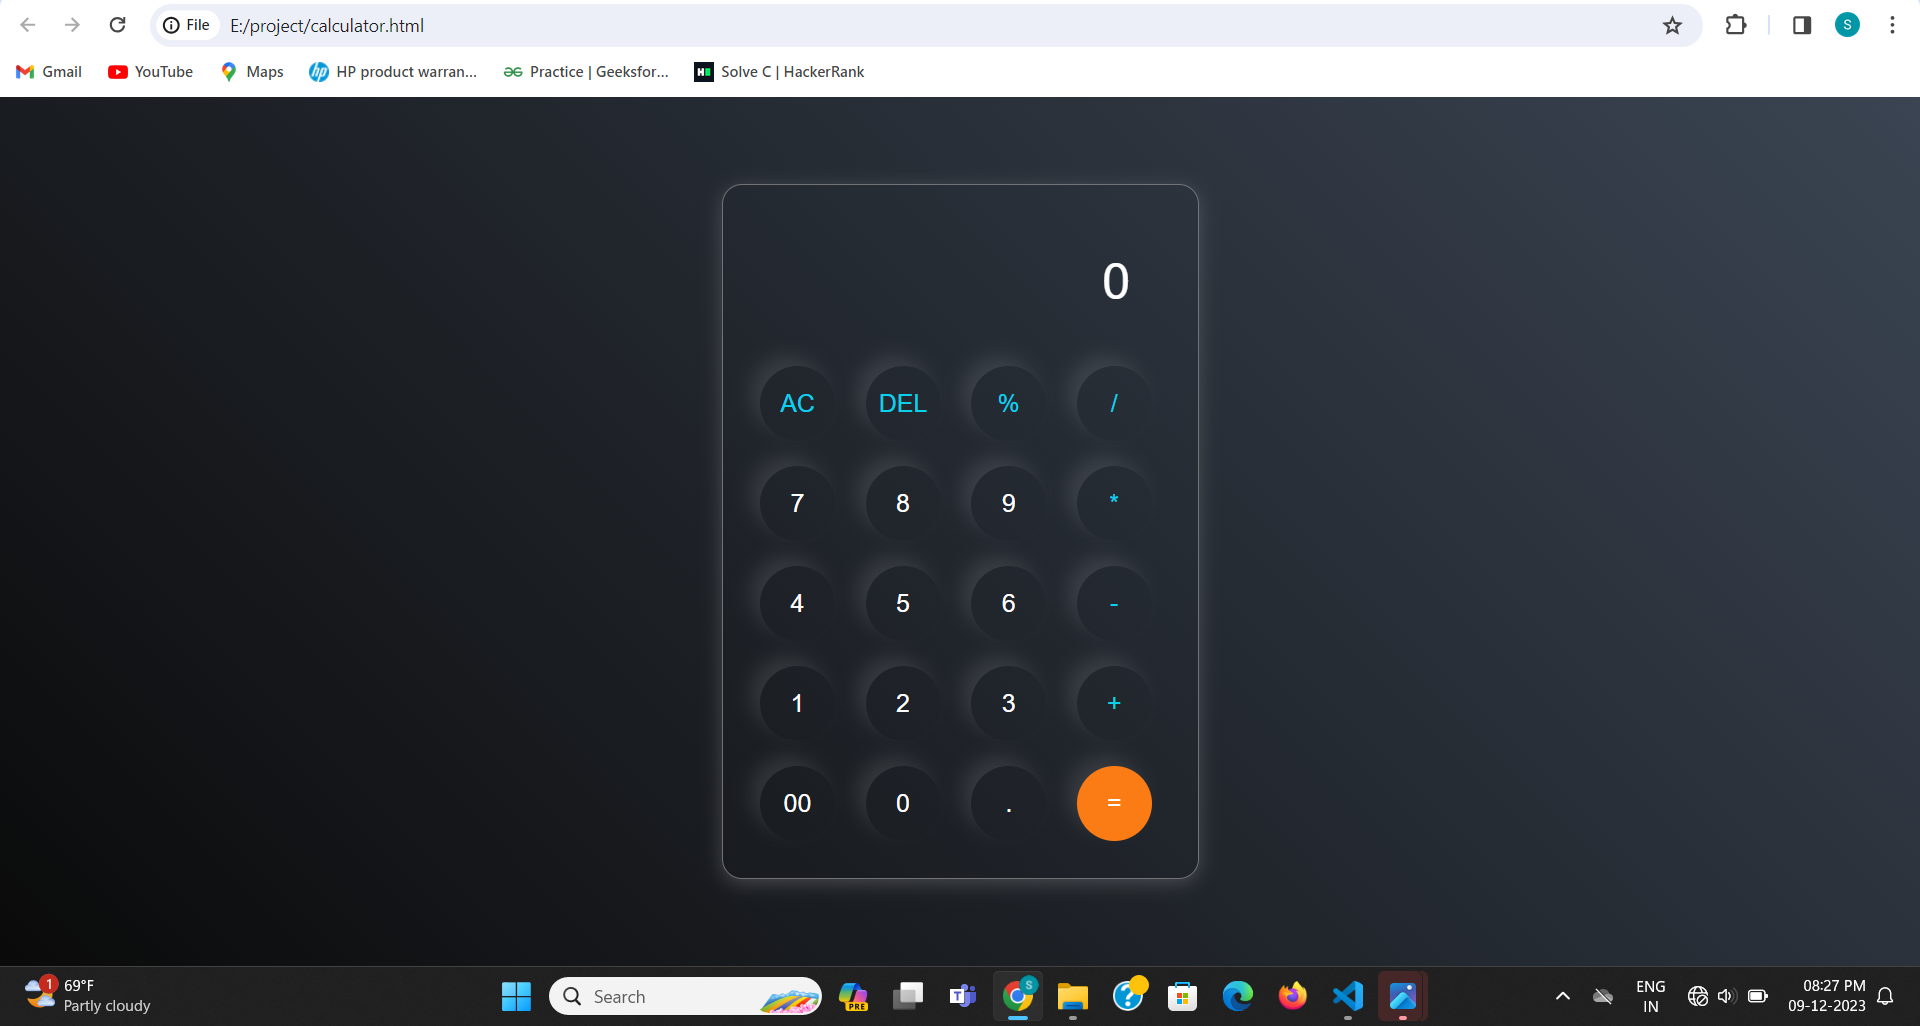 File E:/project/calculator.html S
Gmail YouTube Maps hp HP product warran... Practice | Geeksfor... H Solve C | HackerRank
0
AC DEL % /
7 8 9 *
4 5 6 -
1 2 3 +
00 0 . =
1 69°F
Partly cloudy
Search
PRE
T
S
?
ENG
IN
08:27 PM
09-12-2023